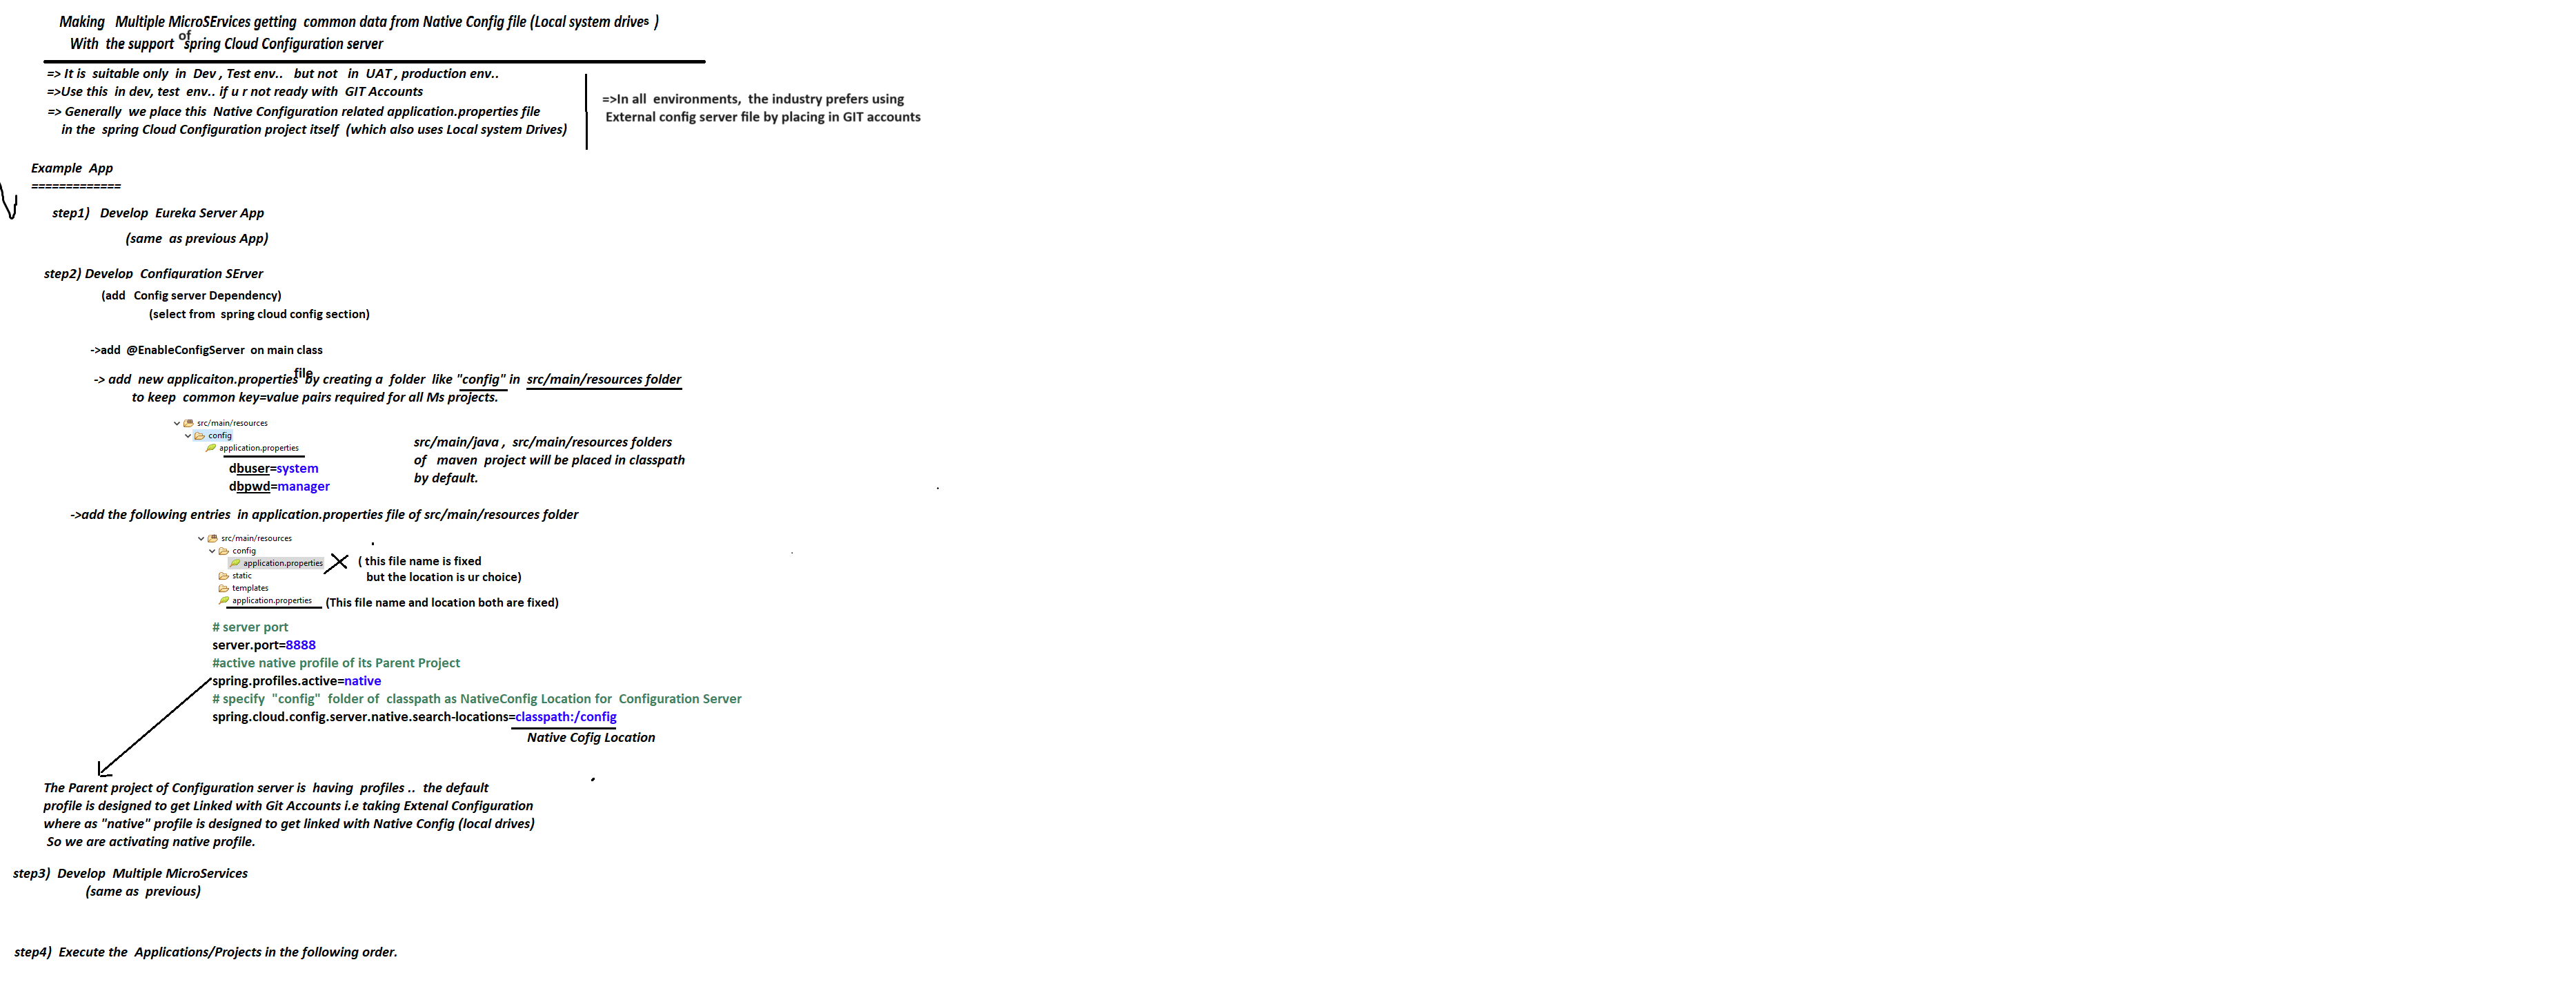 Making Multiple MicroSErvices getting common data from Native Config file (Local system drives )
With the support of spring Cloud Configuration server
=> It is suitable only in Dev , Test env.. but not in UAT , production env..
=>Use this in dev, test env.. if u r not ready with GIT Accounts
=> Generally we place this Native Configuration related application.properties file
in the spring Cloud Configuration project itself (which also uses Local system Drives)
=>In all environments, the industry prefers using
External config server file by placing in GIT accounts
Example App
=============
step1) Develop Eureka Server App
(same as previous App)
step2) Develop Configuration SErver
(add Config server Dependency)
(select from spring cloud config section)
->add @EnableConfigServer on main class
-> add new applicaiton.properties file by creating a folder like "config" in src/main/resources folder
to keep common key=value pairs required for all Ms projects.
src/main/resources
config
application.properties
dbuser=system
dbpwd=manager
src/main/java , src/main/resources folders
of maven project will be placed in classpath
by default.
->add the following entries in application.properties file of src/main/resources folder
src/main/resources
config
application.properties
( this file name is fixed
but the location is ur choice)
static
templates
application.properties (This file name and location both are fixed)
# server port
server.port=8888
#active native profile of its Parent Project
spring.profiles.active=native
# specify "config" folder of classpath as NativeConfig Location for Configuration Server
spring.cloud.config.server.native.search-locations=classpath:/config
Native Cofig Location
The Parent project of Configuration server is having profiles .. the default
profile is designed to get Linked with Git Accounts i.e taking Extenal Configuration
where as "native" profile is designed to get linked with Native Config (local drives)
So we are activating native profile.
step3) Develop Multiple MicroServices
(same as previous)
step4) Execute the Applications/Projects in the following order.